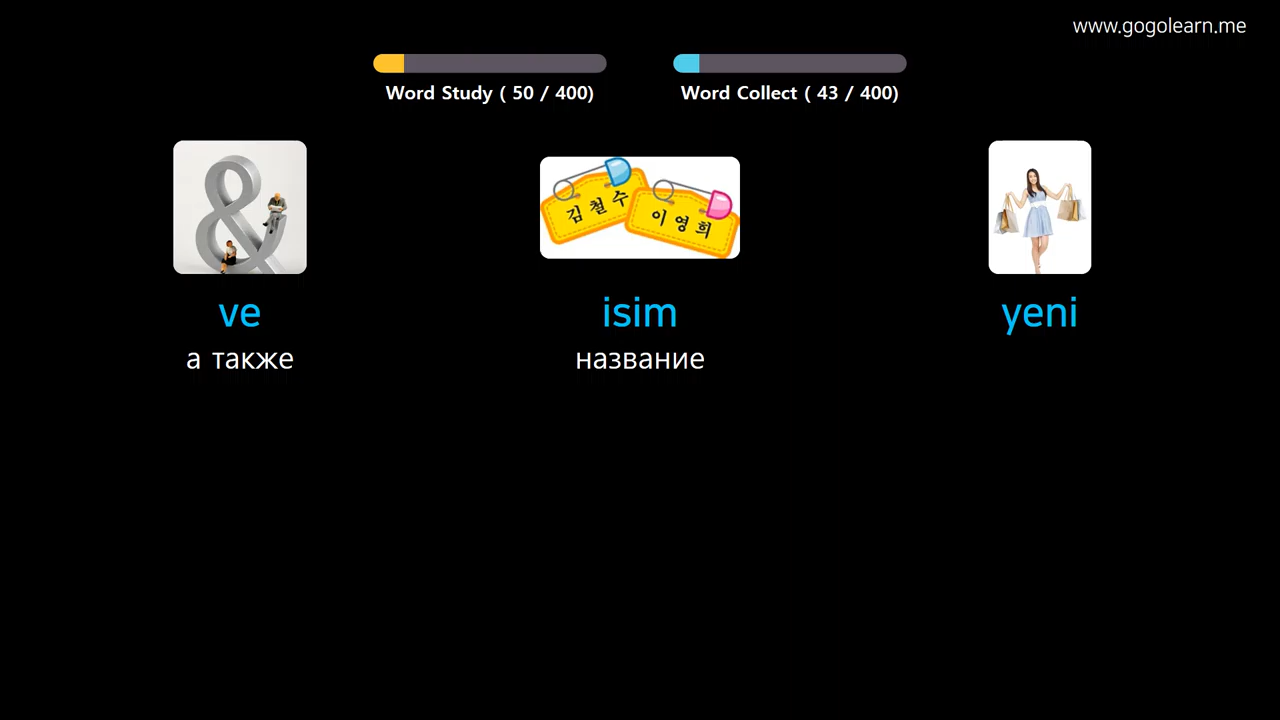 www.gogolearn.me
Word Study ( 50 / 400)
Word Collect ( 43 / 400)
김철수
이영희
ve
isim
yeni
а также
название